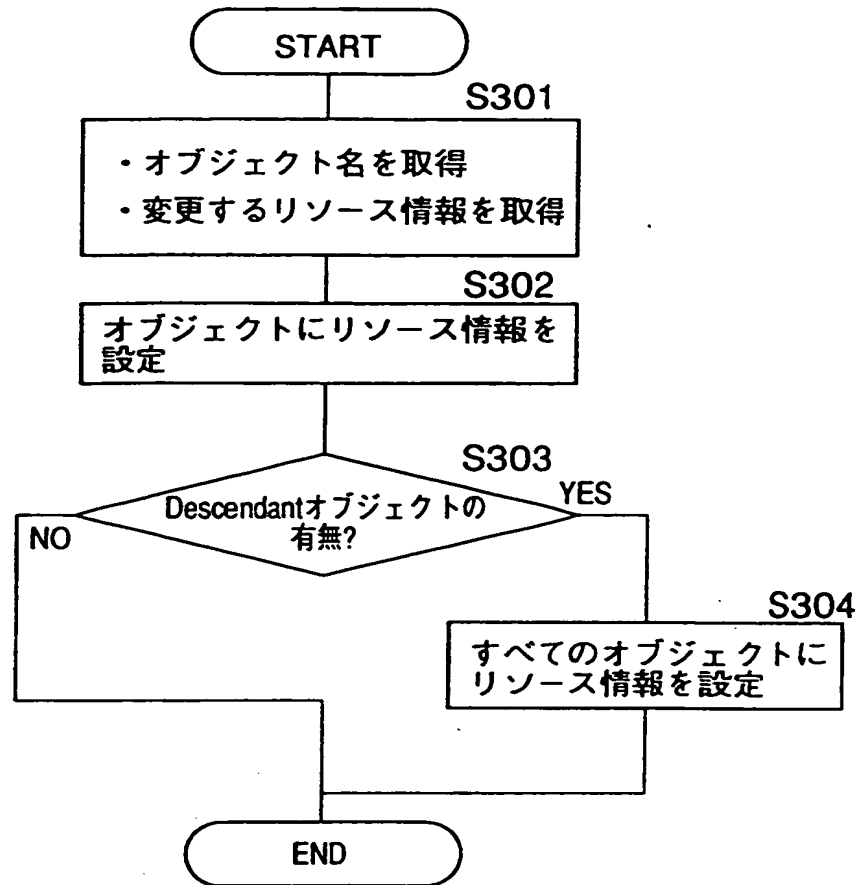 START
S301
・オブジェクト名を取得
・変更するリソース情報を取得
S302
オブジェクトにリソース情報を
設定
S303
Descendantオブジェクトの
有無?
YES
NO
S304
すべてのオブジェクトに
リソース情報を設定
END